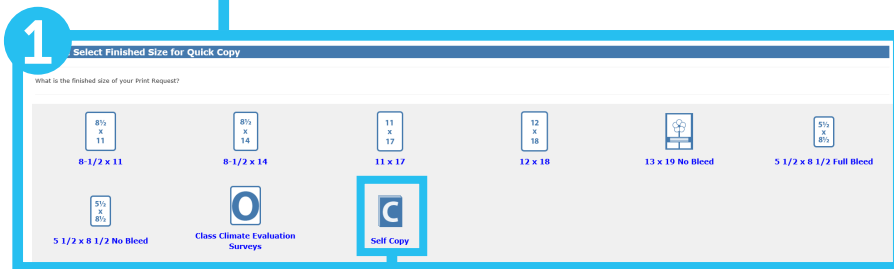 1
Select Finished Size for Quick Copy
What is the finished size of your Print Request?
8½
x
11
8½
x
14
11
x
17
12
x
18
5½
x
8½
8-1/2 x 11
8-1/2 x 14
11 x 17
12 x 18
13 x 19 No Bleed
5 1/2 x 8 1/2 Full Bleed
5½
x
8½
O
C
5 1/2 x 8 1/2 No Bleed
Class Climate Evaluation
Surveys
Self Copy